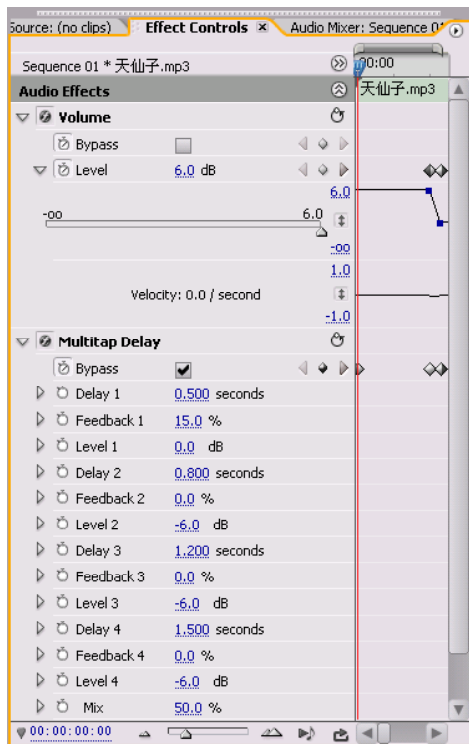 Source: (no clips) Effect Controls Audio Mixer: Sequence 01
Sequence 01 * 天仙子.mp3 00:00
Audio Effects 天仙子.mp3
Volume
Bypass
Level 6.0 dB
6.0
-oo 6.0
-oo
1.0
Velocity: 0.0 / second
-1.0
Multitap Delay
Bypass
Delay 1 0.500 seconds
Feedback 1 15.0 %
Level 1 0.0 dB
Delay 2 0.800 seconds
Feedback 2 0.0 %
Level 2 -6.0 dB
Delay 3 1.200 seconds
Feedback 3 0.0 %
Level 3 -6.0 dB
Delay 4 1.500 seconds
Feedback 4 0.0 %
Level 4 -6.0 dB
Mix 50.0 %
00:00:00:00